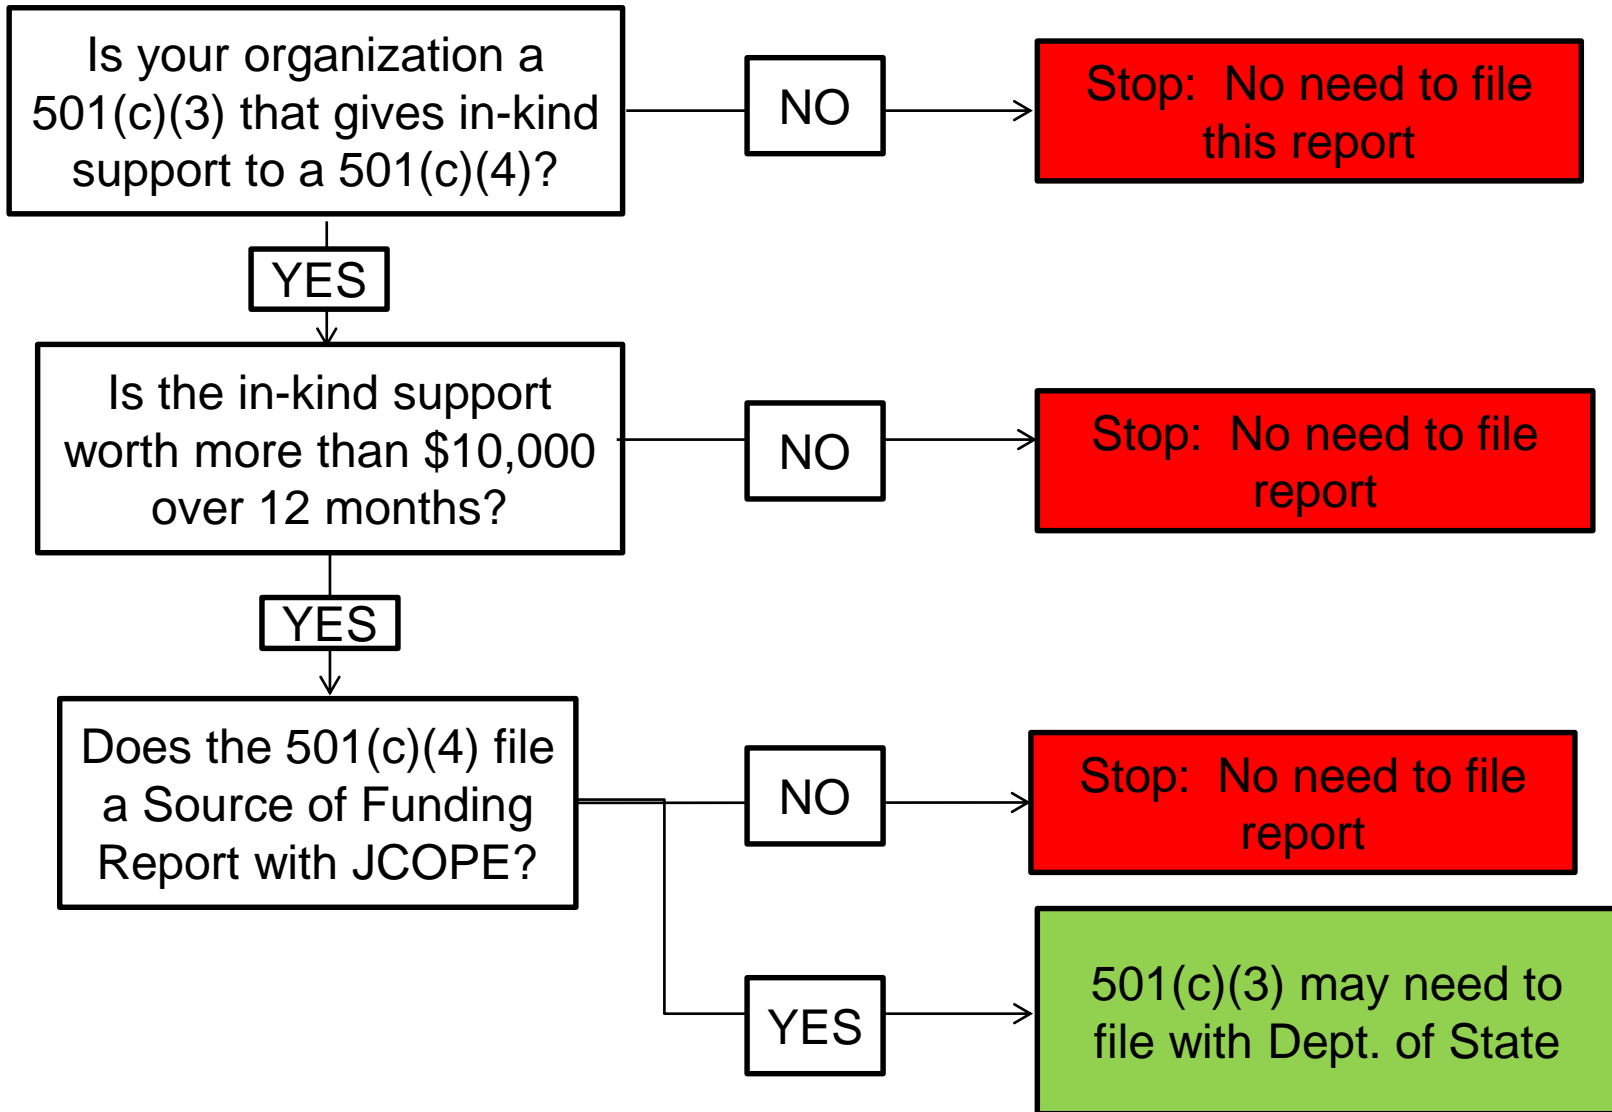 Is your organization a
501(c)(3) that gives in-kind
support to a 501(c)(4)?
NO
Stop:  No need to file
this report
YES
Is the in-kind support
worth more than $10,000
over 12 months?
NO
Stop:  No need to file
report
YES
Does the 501(c)(4) file
a Source of Funding
Report with JCOPE?
NO
Stop:  No need to file
report
YES
501(c)(3) may need to
file with Dept. of State